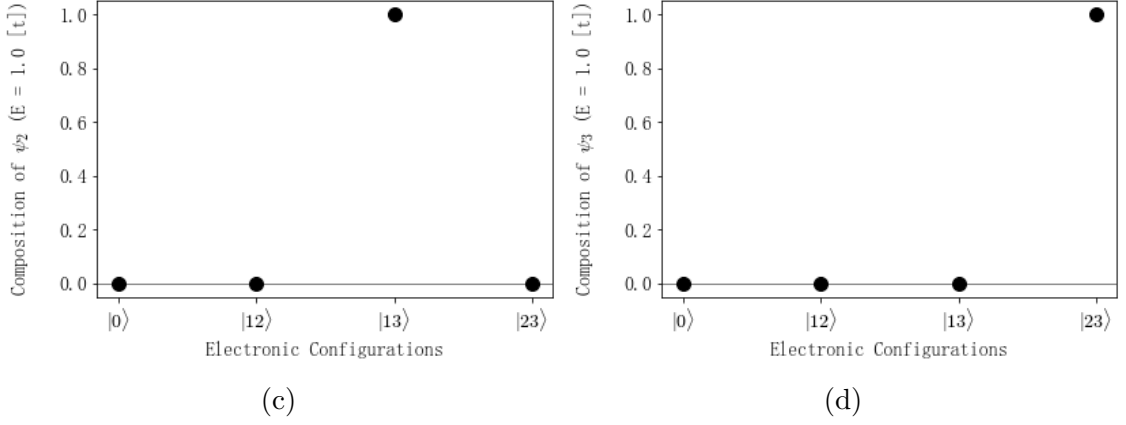 Composition of ψ₂ (E = 1.0 [t])
1.0
0.8
0.6
0.4
0.2
0.0
|0⟩ |12⟩ |13⟩ |23⟩
Electronic Configurations
(c)
Composition of ψ₃ (E = 1.0 [t])
1.0
0.8
0.6
0.4
0.2
0.0
|0⟩ |12⟩ |13⟩ |23⟩
Electronic Configurations
(d)